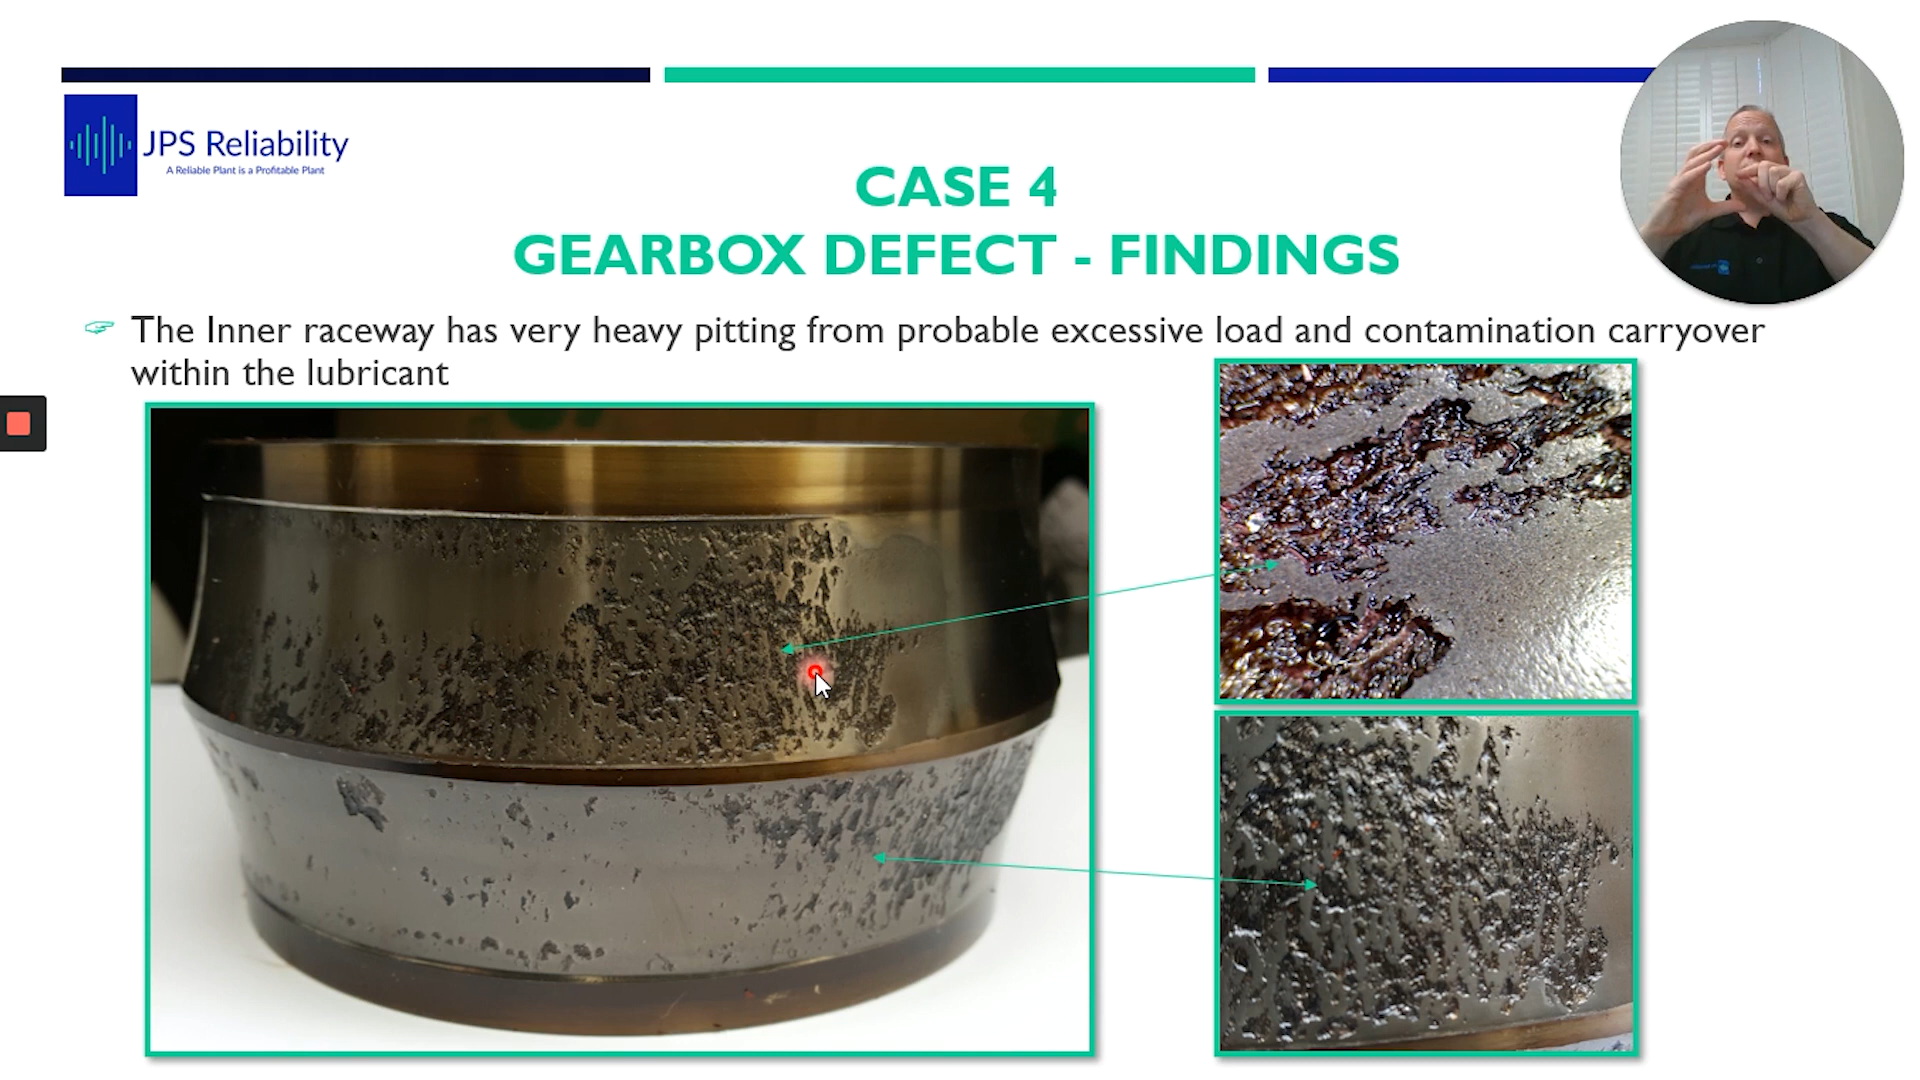 JPS Reliability
A Reliable Plant is a Profitable Plant
CASE 4
GEARBOX DEFECT - FINDINGS
The Inner raceway has very heavy pitting from probable excessive load and contamination carryover
within the lubricant